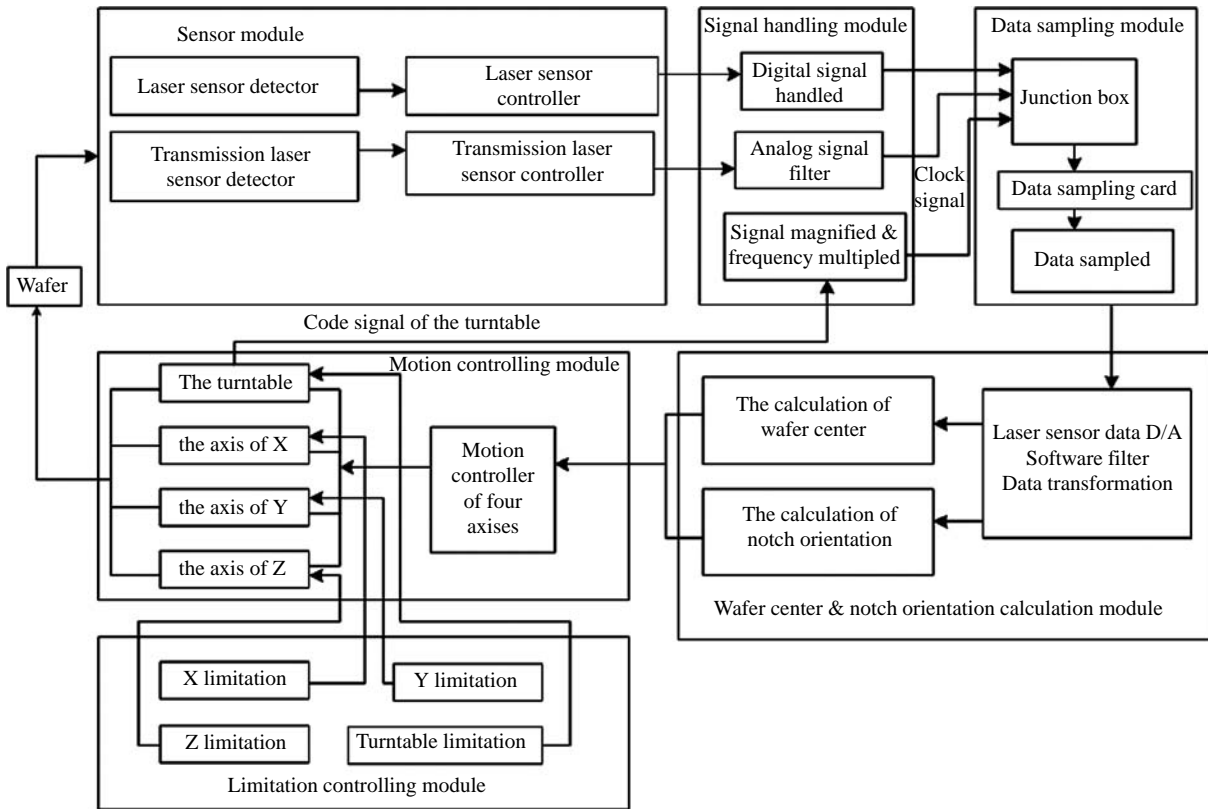 Sensor module
Laser sensor detector
Laser sensor
controller
Transmission laser
sensor detector
Transmission laser
sensor controller
Signal handling module
Digital signal
handled
Analog signal
filter
Clock
signal
Signal magnified &
frequency multipled
Data sampling module
Junction box
Data sampling card
Data sampled
Wafer
Code signal of the turntable
Motion controlling module
The turntable
the axis of X
the axis of Y
the axis of Z
Motion
controller
of four
axises
The calculation of
wafer center
The calculation of
notch orientation
Laser sensor data D/A
Software filter
Data transformation
Wafer center & notch orientation calculation module
X limitation
Y limitation
Z limitation
Turntable limitation
Limitation controlling module